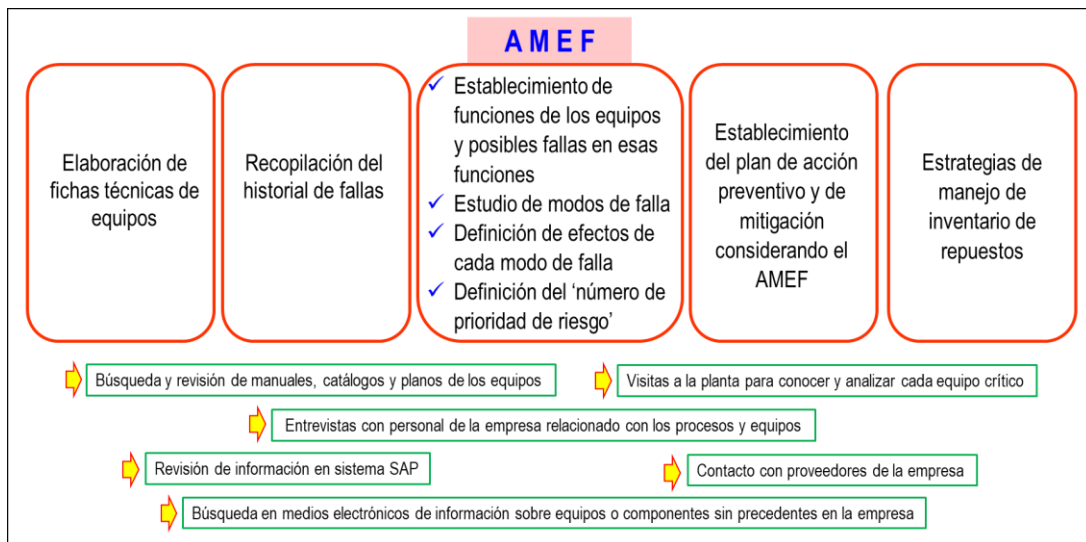 A M E F
Elaboración de
fichas técnicas de
equipos
Recopilación del
historial de fallas
✓ Establecimiento de
funciones de los equipos
y posibles fallas en esas
funciones
✓ Estudio de modos de falla
✓ Definición de efectos de
cada modo de falla
✓ Definición del ‘número de
prioridad de riesgo’
Establecimiento
del plan de acción
preventivo y de
mitigación
considerando el
AMEF
Estrategias de
manejo de
inventario de
repuestos
Búsqueda y revisión de manuales, catálogos y planos de los equipos
Visitas a la planta para conocer y analizar cada equipo crítico
Entrevistas con personal de la empresa relacionado con los procesos y equipos
Revisión de información en sistema SAP
Contacto con proveedores de la empresa
Búsqueda en medios electrónicos de información sobre equipos o componentes sin precedentes en la empresa